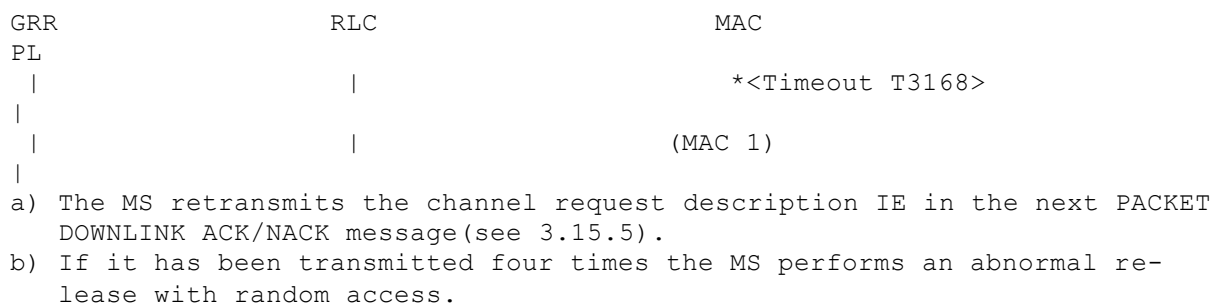 GRR RLC MAC
PL
| | *<Timeout T3168>
|
| | (MAC 1)
|
a) The MS retransmits the channel request description IE in the next PACKET
DOWNLINK ACK/NACK message(see 3.15.5).
b) If it has been transmitted four times the MS performs an abnormal re-
lease with random access.